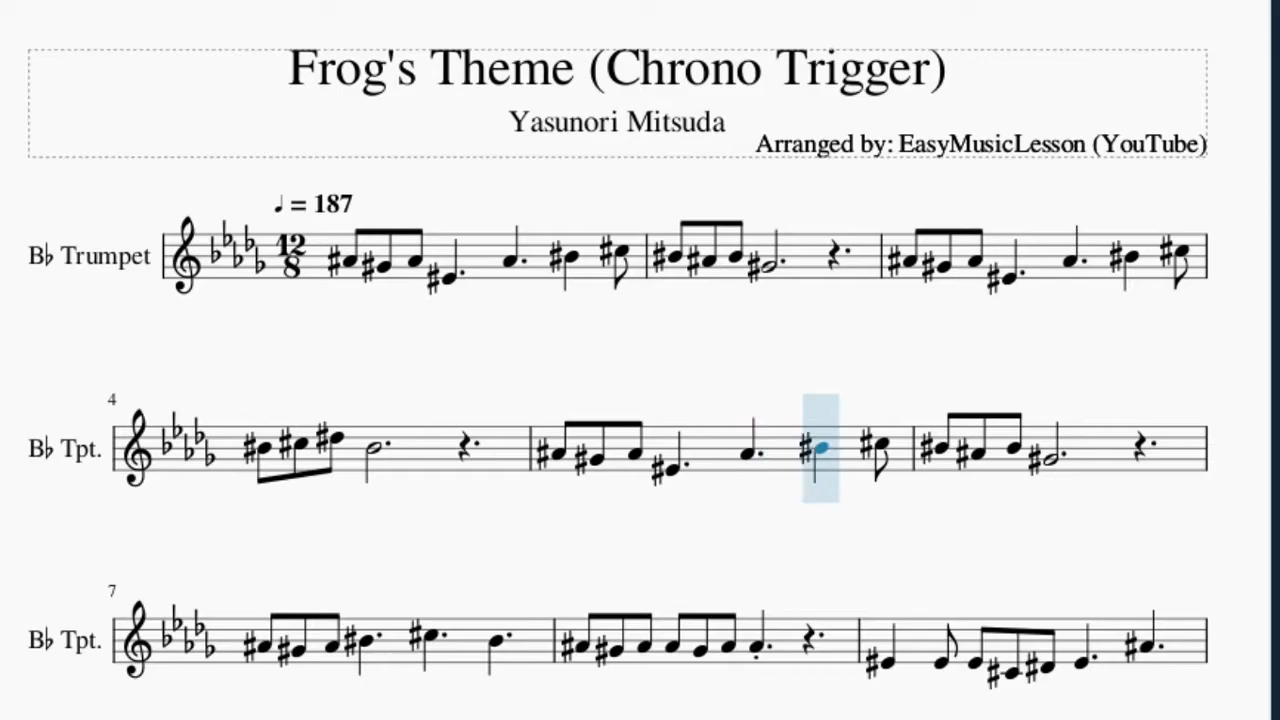 Frog's Theme (Chrono Trigger)
Yasunori Mitsuda
Arranged by: EasyMusicLesson (YouTube)
♩ = 187
B♭ Trumpet
12
8
4
B♭ Tpt.
7
B♭ Tpt.